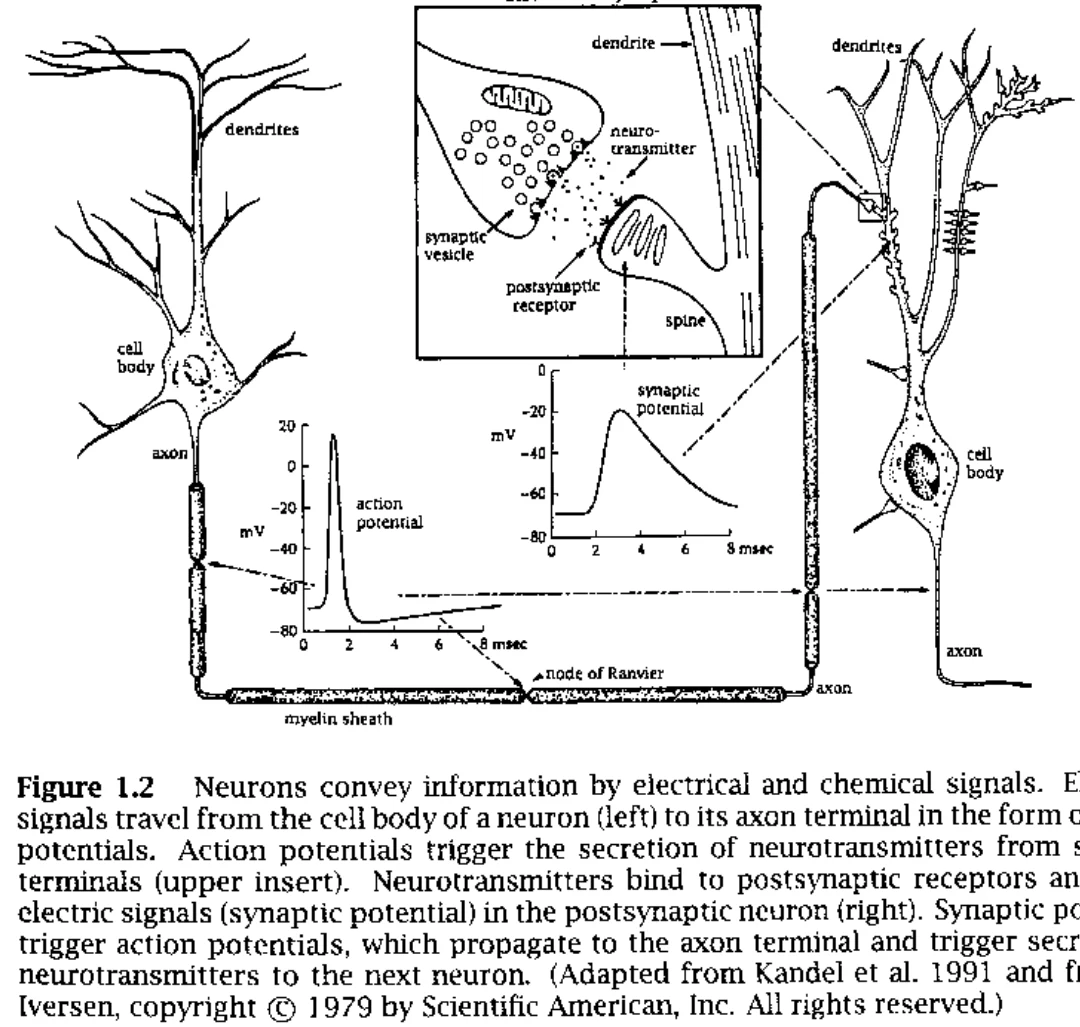 dendrite
dendrites
dendrites
neuro-
transmitter
synaptic
vesicle
postsynaptic
receptor
spine
cell
body
axon
20
0
-20
mV
-40
-60
-80
0 2 4 6 8 msec
action
potential
0
-20
mV
-40
-60
-80
0 2 4 6 8 msec
synaptic
potential
cell
body
axon
node of Ranvier
axon
myelin sheath
Figure 1.2 Neurons convey information by electrical and chemical signals.
signals travel from the cell body of a neuron (left) to its axon terminal in the form
potentials. Action potentials trigger the secretion of neurotransmitters from
terminals (upper insert). Neurotransmitters bind to postsynaptic receptors
electric signals (synaptic potential) in the postsynaptic neuron (right). Synaptic
trigger action potentials, which propagate to the axon terminal and trigger
neurotransmitters to the next neuron. (Adapted from Kandel et al. 1991 and
Iversen, copyright © 1979 by Scientific American, Inc. All rights reserved.)